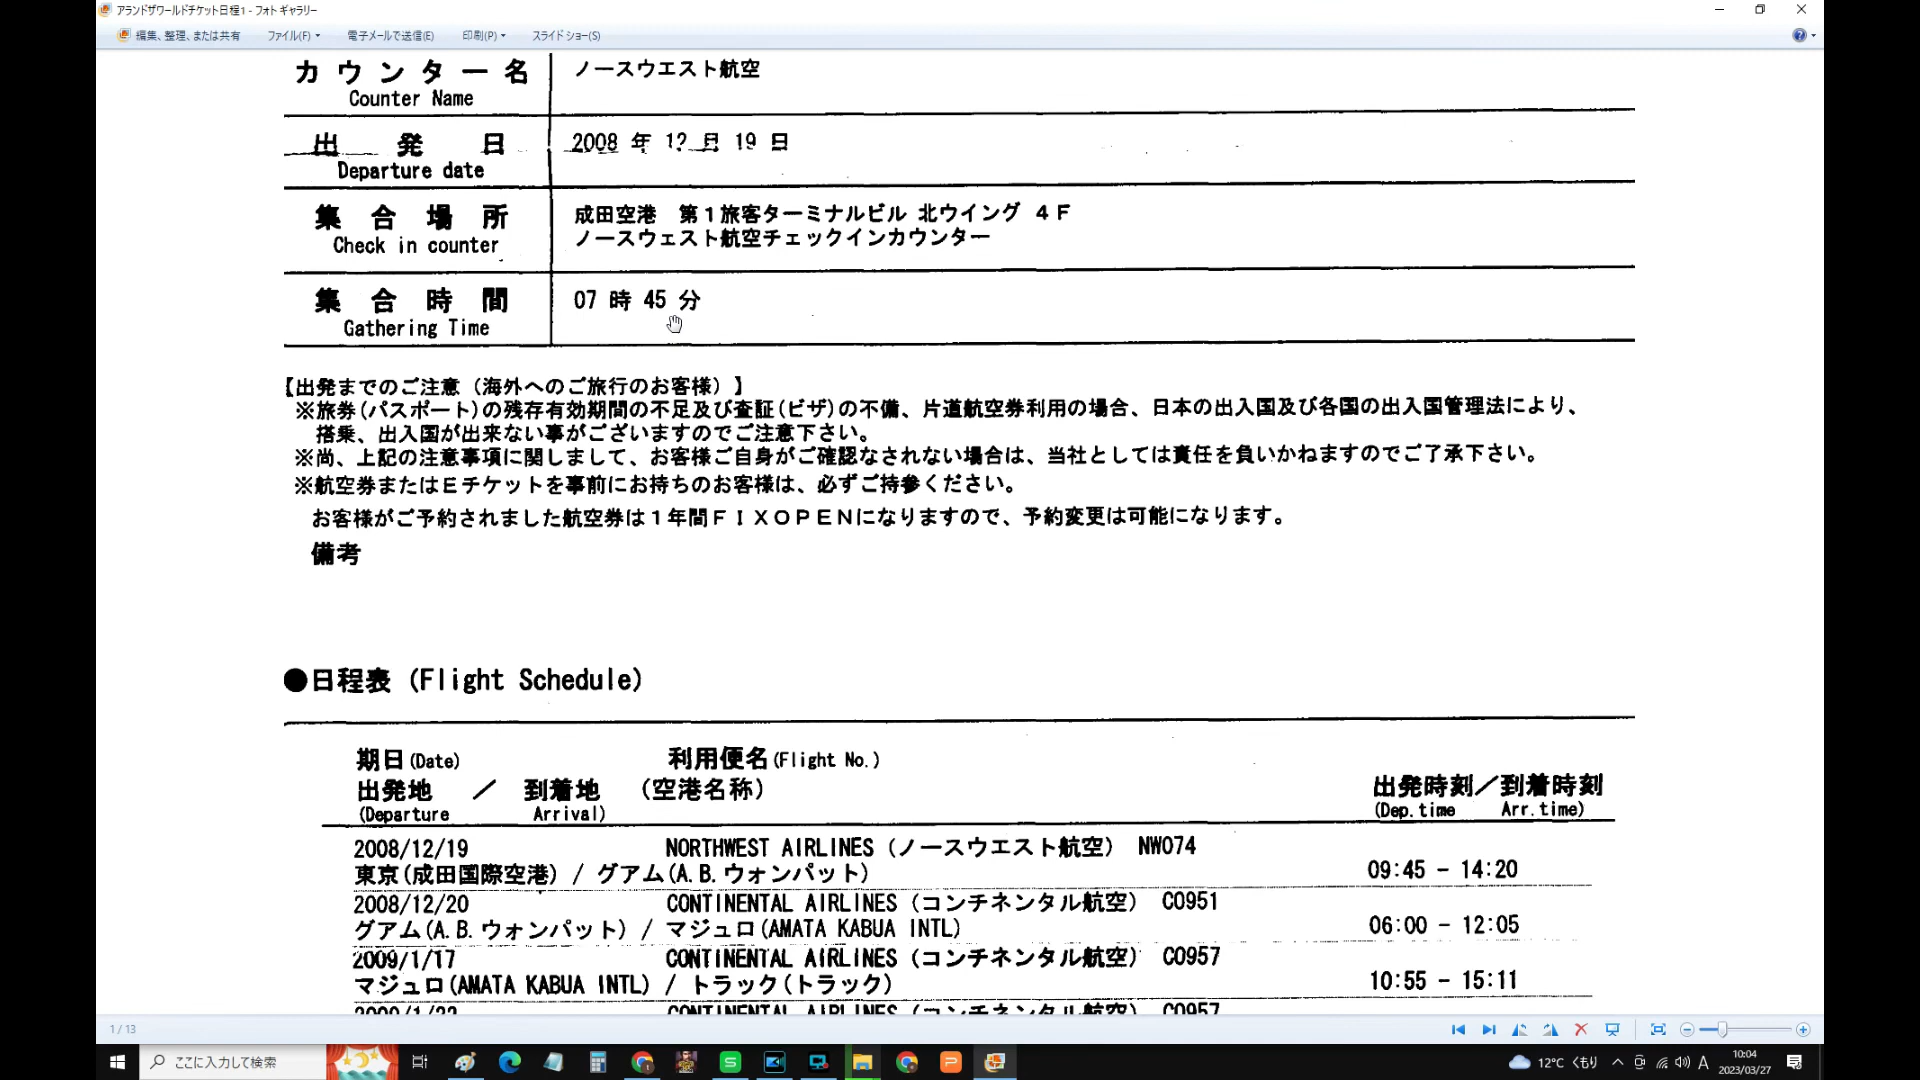 アランドザワールドチケット日程1 - フォト ギャラリー
編集、整理、または共有 ファイル(F) 電子メールで送信(E) 印刷(P) スライド ショー(S)
カウンター名 ノースウエスト航空
Counter Name
出発日 2008 年 12 月 19 日
Departure date
集合場所 成田空港 第1旅客ターミナルビル 北ウイング 4F
Check in counter ノースウェスト航空チェックインカウンター
集合時間 07 時 45 分
Gathering Time
【出発までのご注意（海外へのご旅行のお客様）】
※旅券(パスポート)の残存有効期間の不足及び査証(ビザ)の不備、片道航空券利用の場合、日本の出入国及び各国の出入国管理法により、
搭乗、出入国が出来ない事がございますのでご注意下さい。
※尚、上記の注意事項に関しまして、お客様ご自身がご確認なされない場合は、当社としては責任を負いかねますのでご了承下さい。
※航空券またはEチケットを事前にお持ちのお客様は、必ずご持参ください。
お客様がご予約されました航空券は1年間FIXOPENになりますので、予約変更は可能になります。
備考
●日程表 (Flight Schedule)
期日(Date) 利用便名(Flight No.)
出発地 / 到着地 (空港名称) 出発時刻/到着時刻
(Departure Arrival) (Dep.time Arr.time)
2008/12/19 NORTHWEST AIRLINES (ノースウエスト航空) NW074
東京(成田国際空港) / グアム(A.B.ウォンパット) 09:45 - 14:20
2008/12/20 CONTINENTAL AIRLINES (コンチネンタル航空) CO951
グアム(A.B.ウォンパット) / マジュロ(AMATA KABUA INTL) 06:00 - 12:05
2009/1/17 CONTINENTAL AIRLINES (コンチネンタル航空) CO957
マジュロ(AMATA KABUA INTL) / トラック(トラック) 10:55 - 15:11
2009/1/22 CONTINENTAL AIRLINES (コンチネンタル航空) CO957
1 / 13
ここに入力して検索 12°C くもり A 10:04
2023/03/27